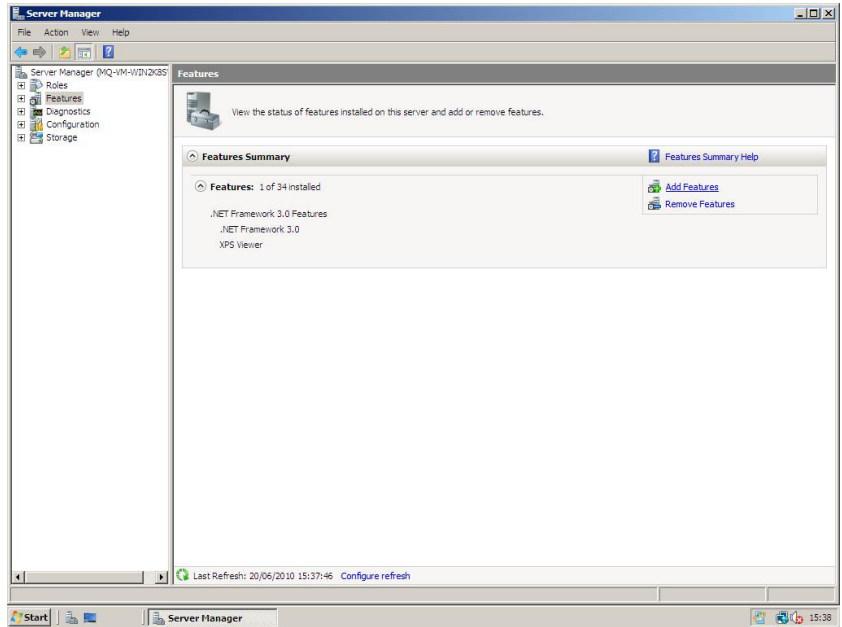 Server Manager
File Action View Help
Server Manager (MQ-VM-WIN2K8S
Roles
Features
Diagnostics
Configuration
Storage
Features
View the status of features installed on this server and add or remove features.
Features Summary
Features Summary Help
Features: 1 of 34 installed
Add Features
Remove Features
.NET Framework 3.0 Features
.NET Framework 3.0
XPS Viewer
Last Refresh: 20/06/2010 15:37:46 Configure refresh
Start
Server Manager
15:38